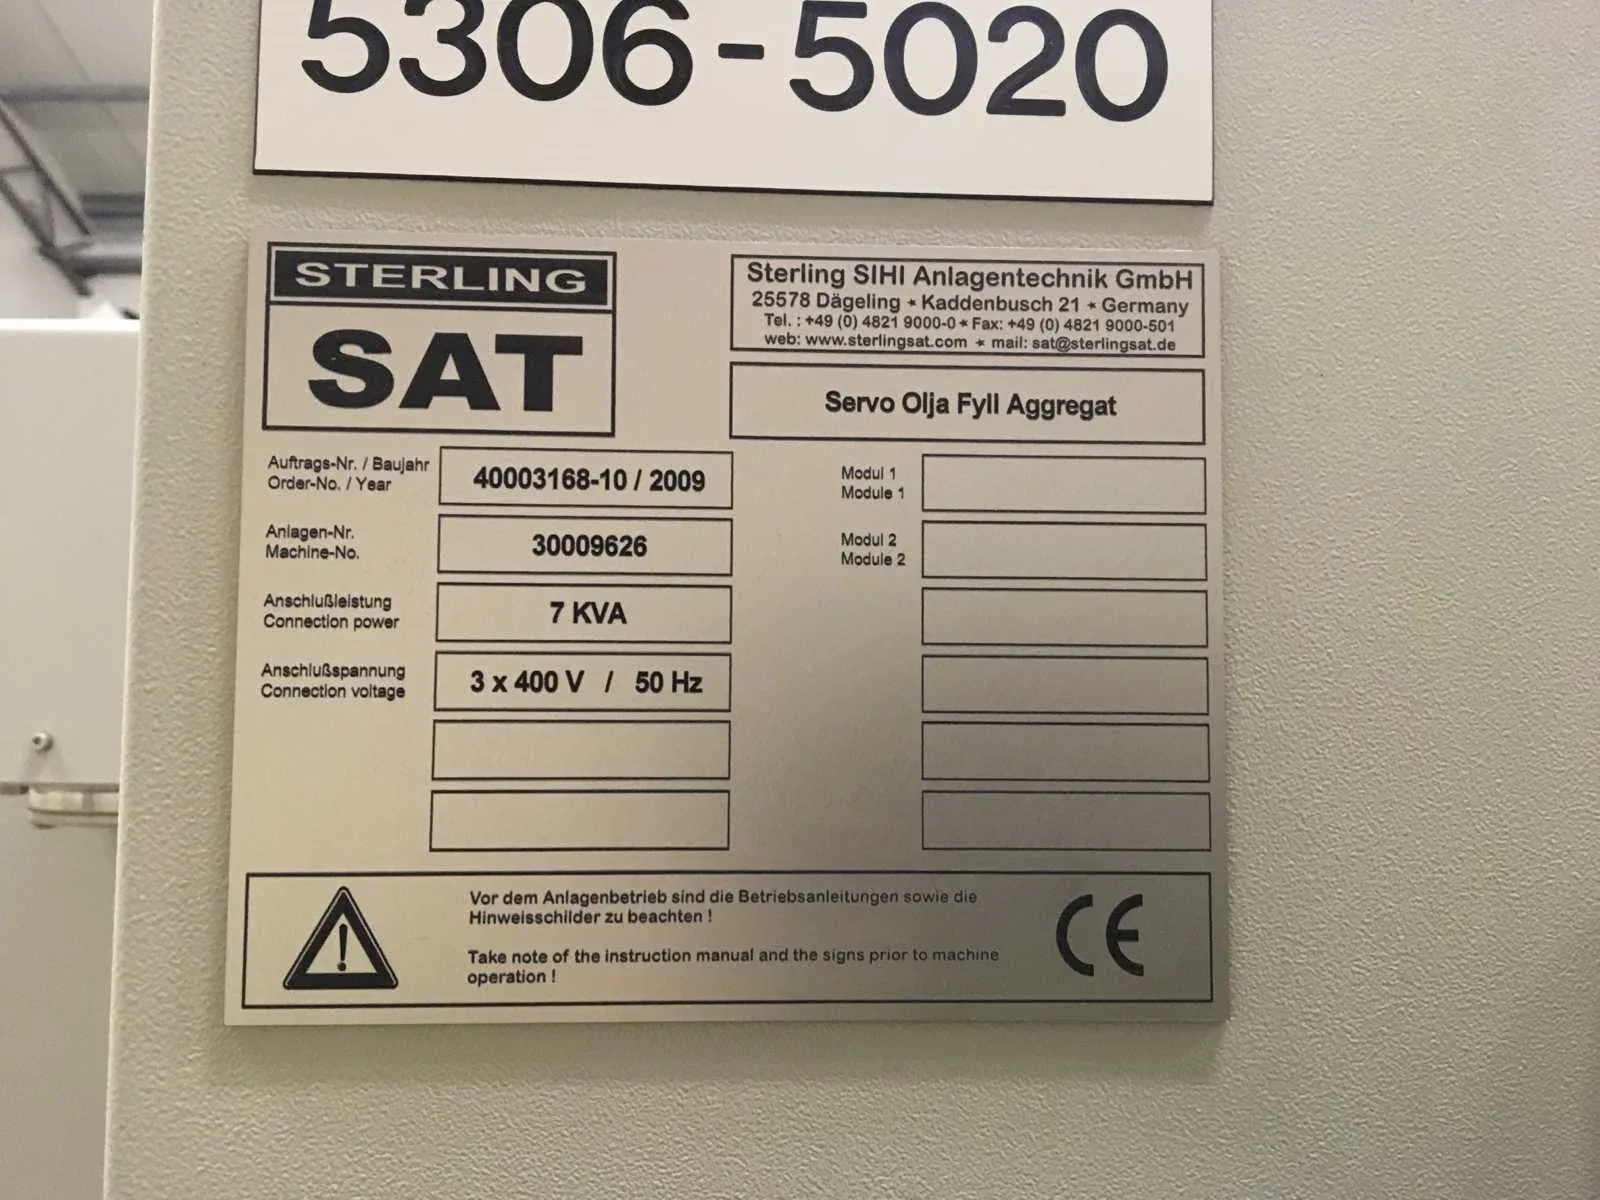 5306-5020
STERLING
SAT
Sterling SIHI Anlagentechnik GmbH
25578 Dägeling * Kaddenbusch 21 * Germany
Tel. : +49 (0) 4821 9000-0 * Fax: +49 (0) 4821 9000-501
web: www.sterlingsat.com * mail: sat@sterlingsat.de
Servo Olja Fyll Aggregat
Auftrags-Nr. / Baujahr
Order-No. / Year
40003168-10 / 2009
Modul 1
Module 1
Anlagen-Nr.
Machine-No.
30009626
Modul 2
Module 2
Anschlußleistung
Connection power
7 KVA
Anschlußspannung
Connection voltage
3 x 400 V / 50 Hz
Vor dem Anlagenbetrieb sind die Betriebsanleitungen sowie die
Hinweisschilder zu beachten !
Take note of the instruction manual and the signs prior to machine
operation !
CE